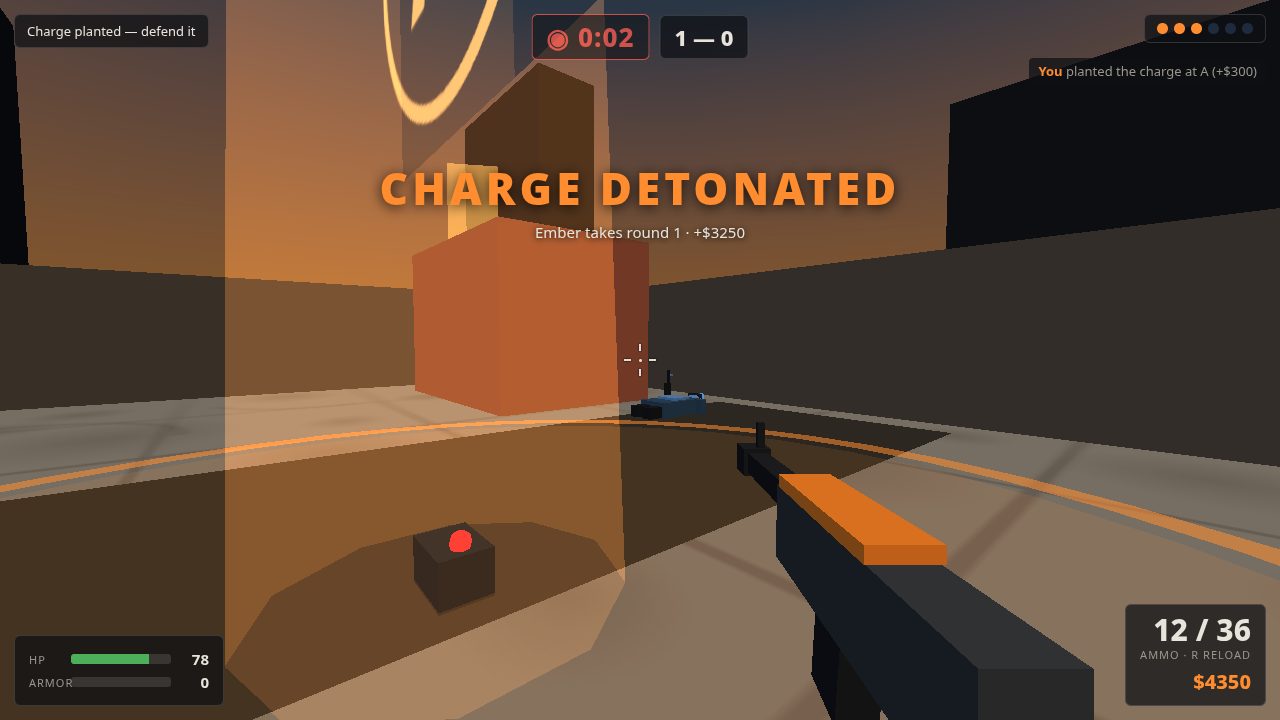 Charge planted — defend it
◉ 0:02
1 — 0
You planted the charge at A (+$300)
CHARGE DETONATED
Ember takes round 1 · +$3250
HP 78
ARMOR 0
12 / 36
AMMO · R RELOAD
$4350